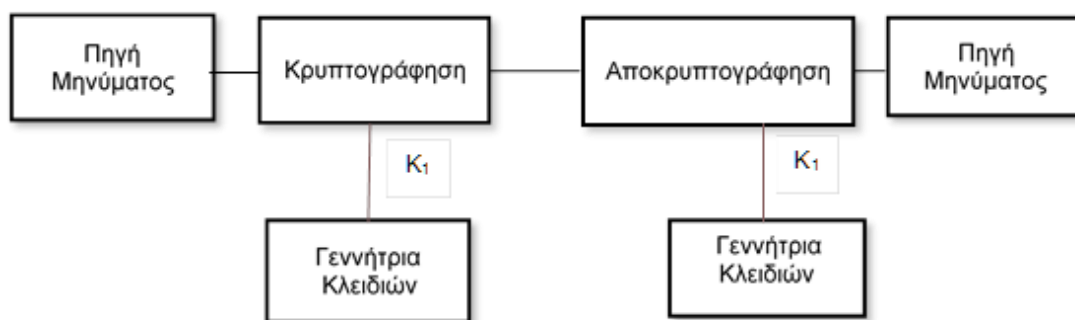 Πηγή
Μηνύματος
Κρυπτογράφηση
Αποκρυπτογράφηση
Πηγή
Μηνύματος
K₁
K₁
Γεννήτρια
Κλειδιών
Γεννήτρια
Κλειδιών